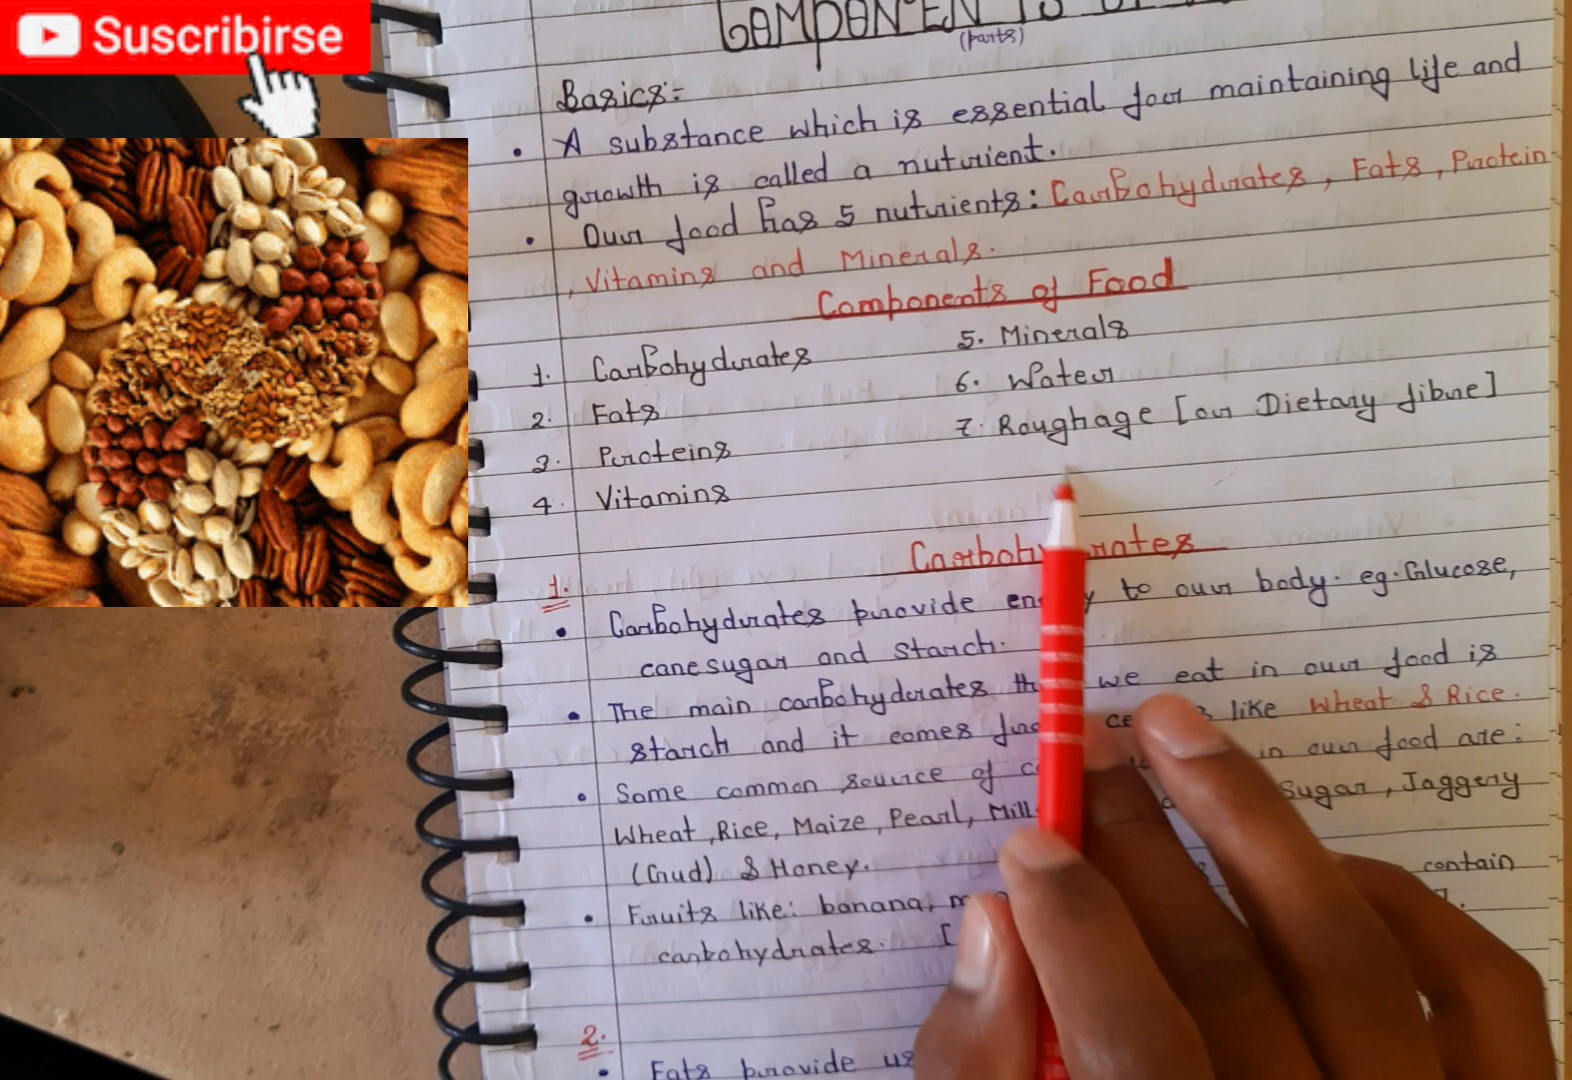 Suscribirse
COMPONENTS OF
(parts)
Basics:-
• A substance which is essential for maintaining life and
growth is called a nutrient.
• Our food has 5 nutrients: Carbohydrates, Fats, Protein
, Vitamins and Minerals.
Components of Food
1. Carbohydrates
2. Fats
3. Proteins
4. Vitamins
5. Minerals
6. Water
7. Roughage [or Dietary fibre]
Carbohydrates
1.
• Carbohydrates provide energy to our body. eg. Glucose,
cane sugar and starch.
• The main carbohydrates we eat in our food is
starch and it comes like Wheat & Rice.
• Some common source of in our food are:
Wheat, Rice, Maize, Pearl, Sugar, Jaggery
(Gud) & Honey.
• Fruits like: banana, contain
carbohydrates. [
2.
• Fats provide us